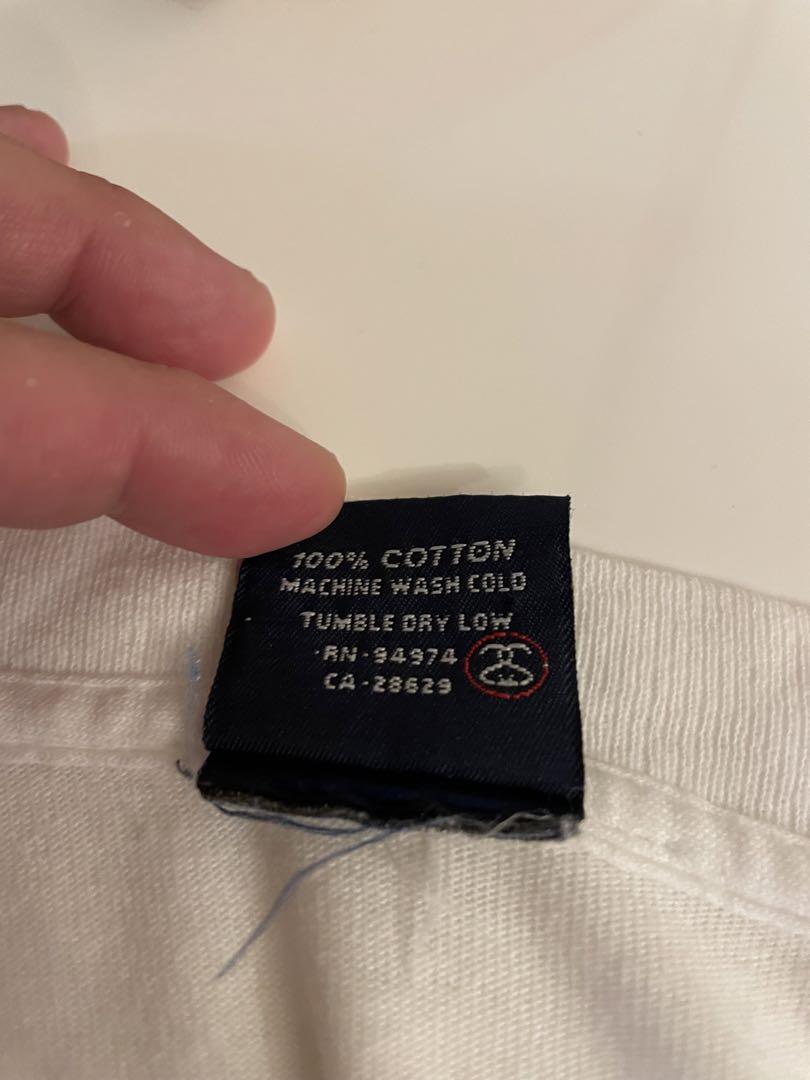 100% COTTON
MACHINE WASH COLD
TUMBLE DRY LOW
RN-94974
CA-28629